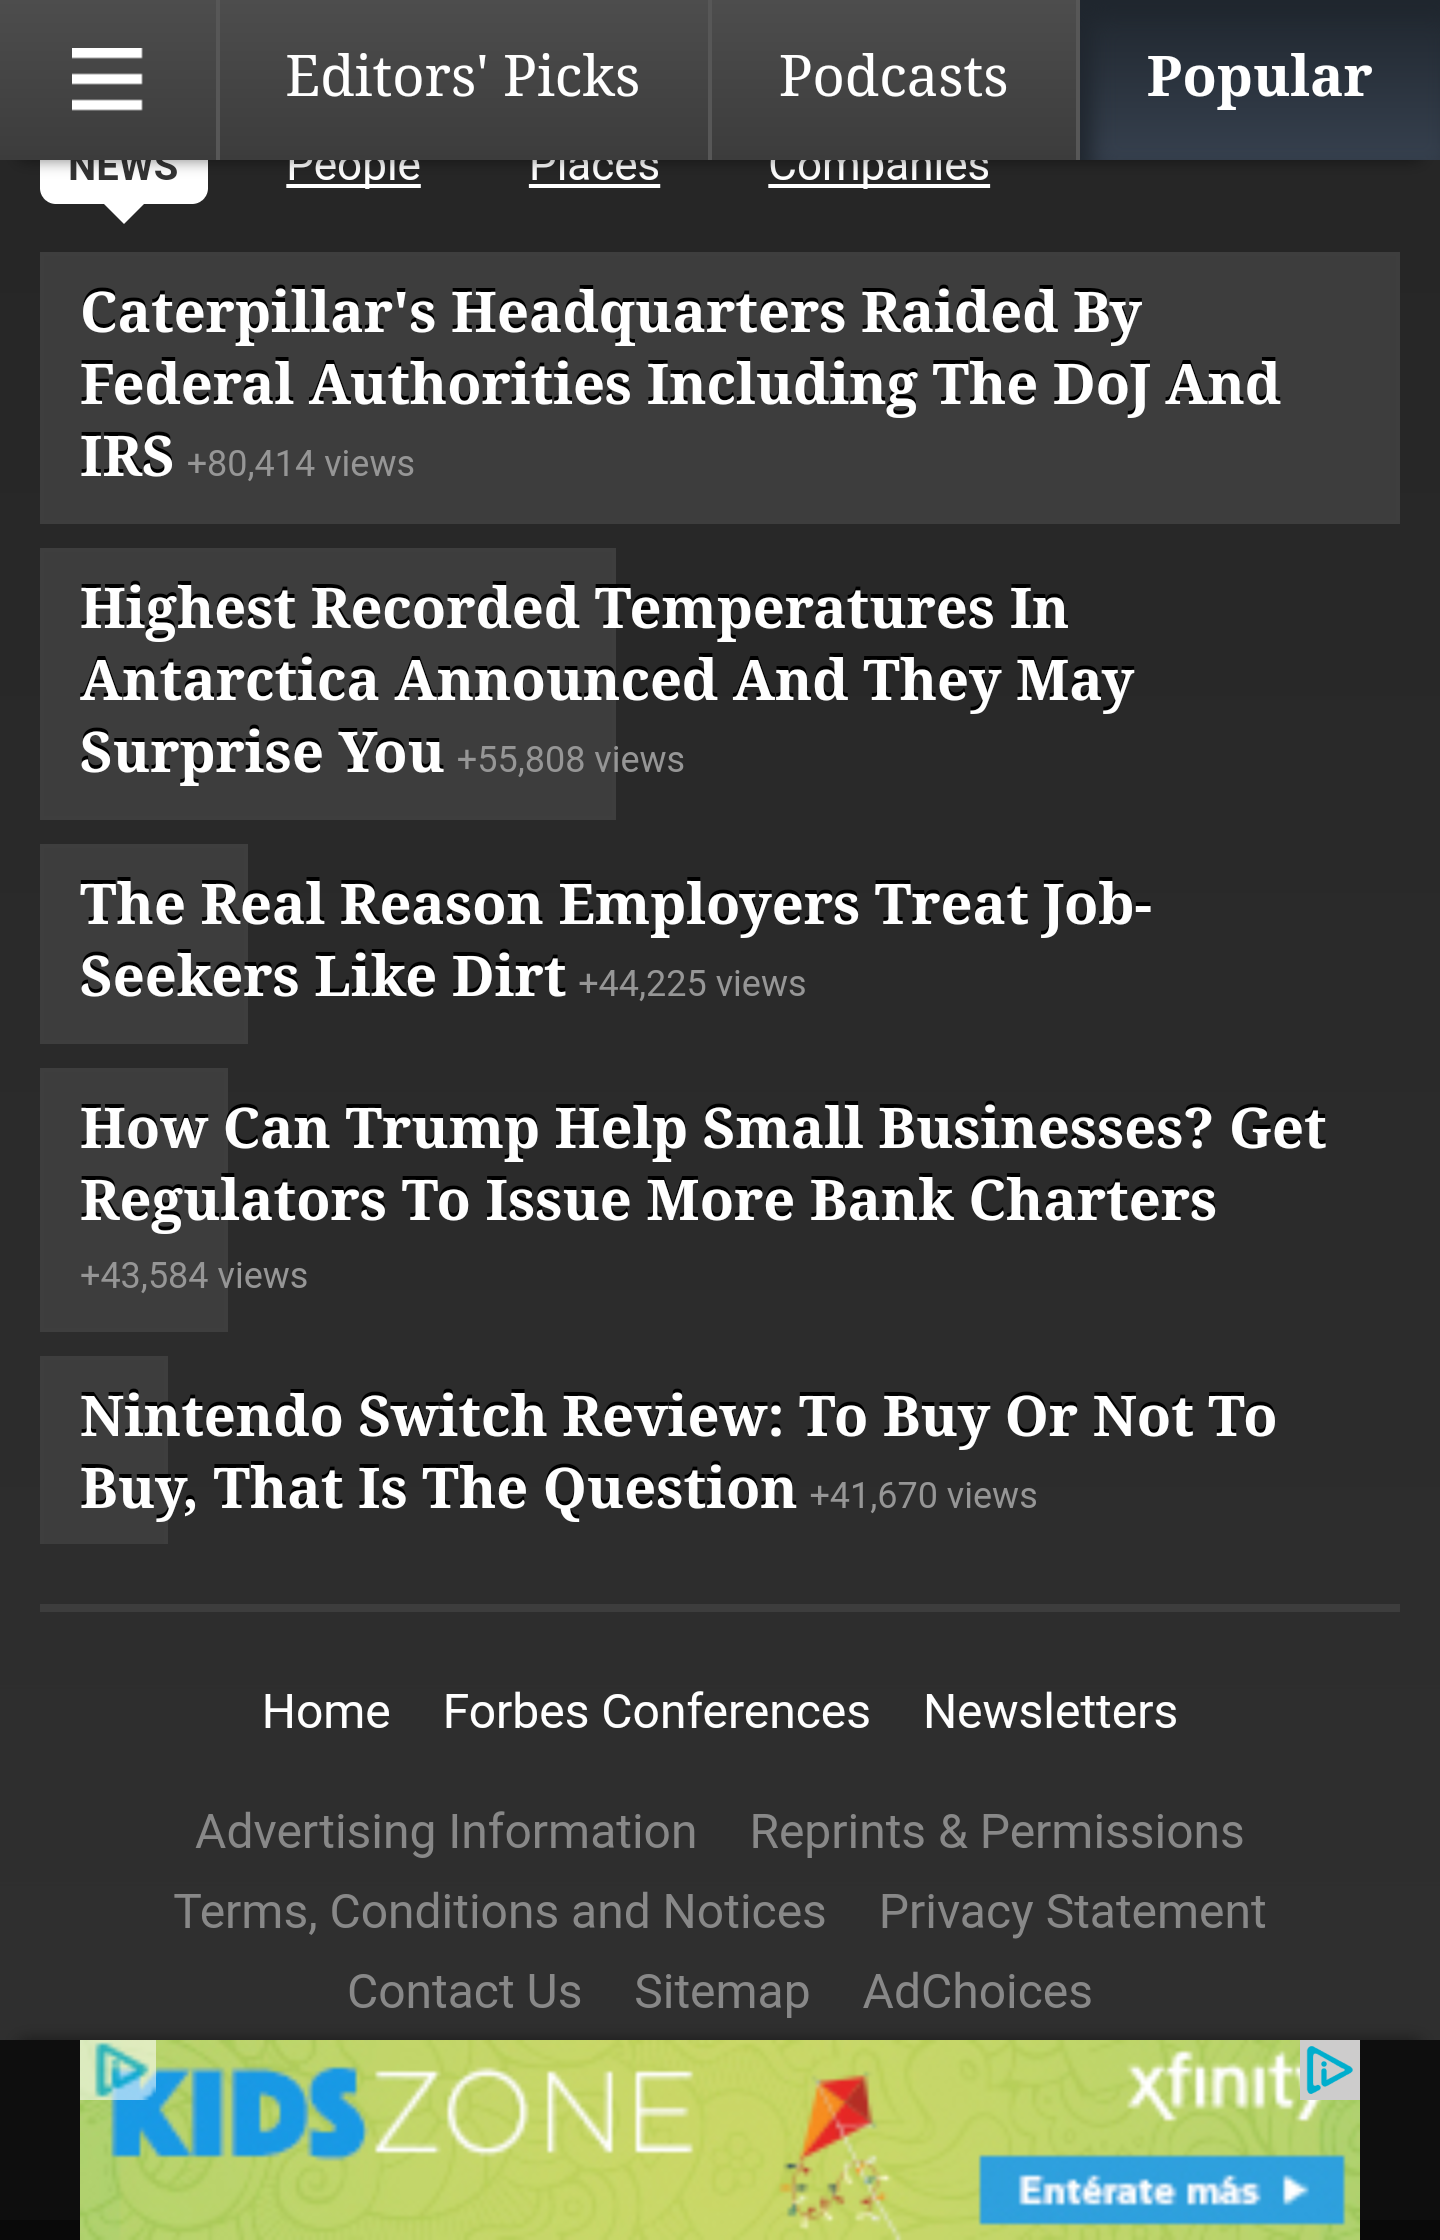 Editors' Picks Podcasts Popular
NEWS People Places Companies
Caterpillar's Headquarters Raided By
Federal Authorities Including The DoJ And
IRS +80,414 views
Highest Recorded Temperatures In
Antarctica Announced And They May
Surprise You +55,808 views
The Real Reason Employers Treat Job-
Seekers Like Dirt +44,225 views
How Can Trump Help Small Businesses? Get
Regulators To Issue More Bank Charters
+43,584 views
Nintendo Switch Review: To Buy Or Not To
Buy, That Is The Question +41,670 views
Home Forbes Conferences Newsletters
Advertising Information Reprints & Permissions
Terms, Conditions and Notices Privacy Statement
Contact Us Sitemap AdChoices
KIDS ZONE xfinity
Entérate más